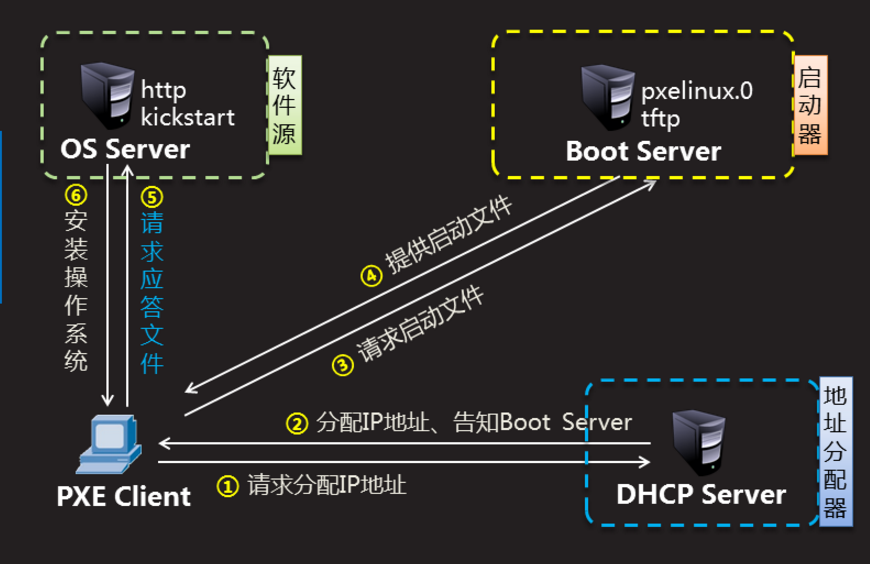 http
kickstart
OS Server
软件源
pxelinux.0
tftp
Boot Server
启动器
⑥
安装操作系统
⑤
请求应答文件
④ 提供启动文件
③ 请求启动文件
② 分配IP地址、告知Boot Server
① 请求分配IP地址
PXE Client
DHCP Server
地址分配器